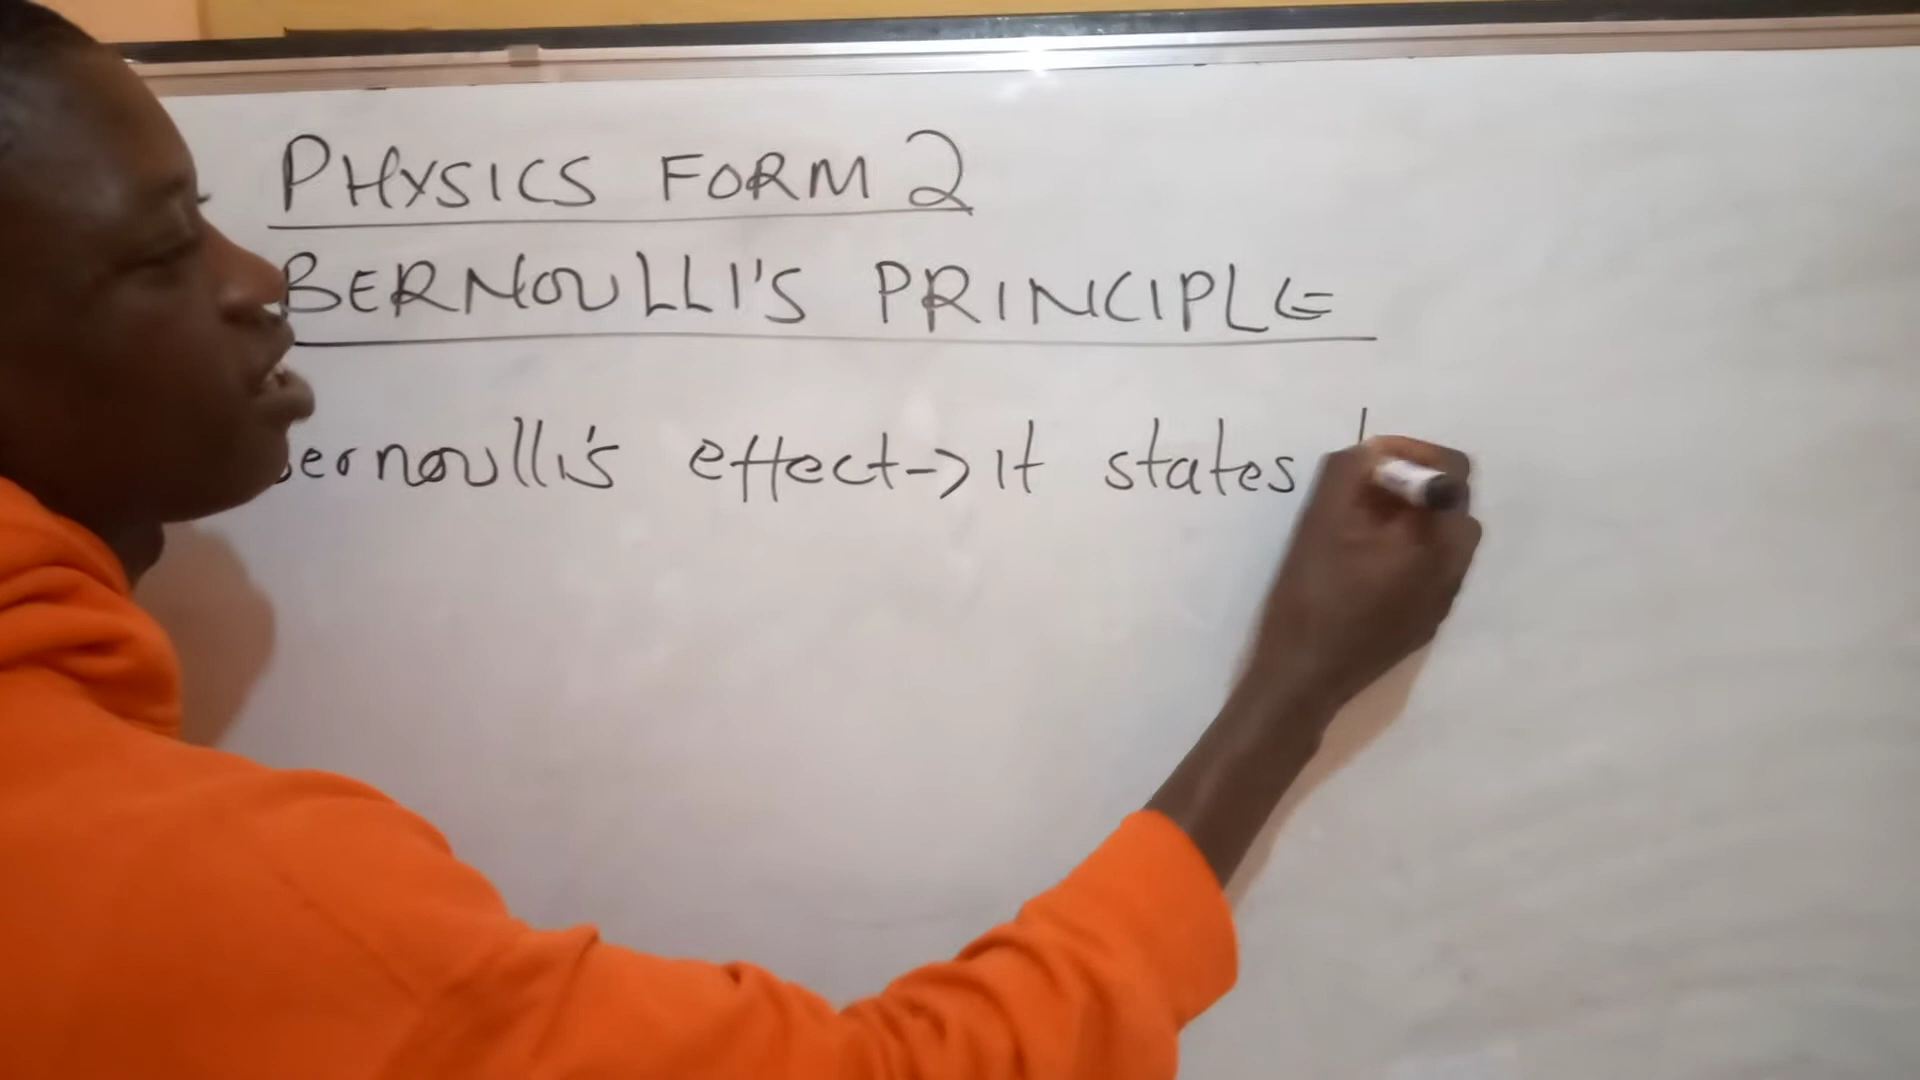 PHYSICS FORM 2
BERNOULLI'S PRINCIPLE
Bernoulli's effect→ it states